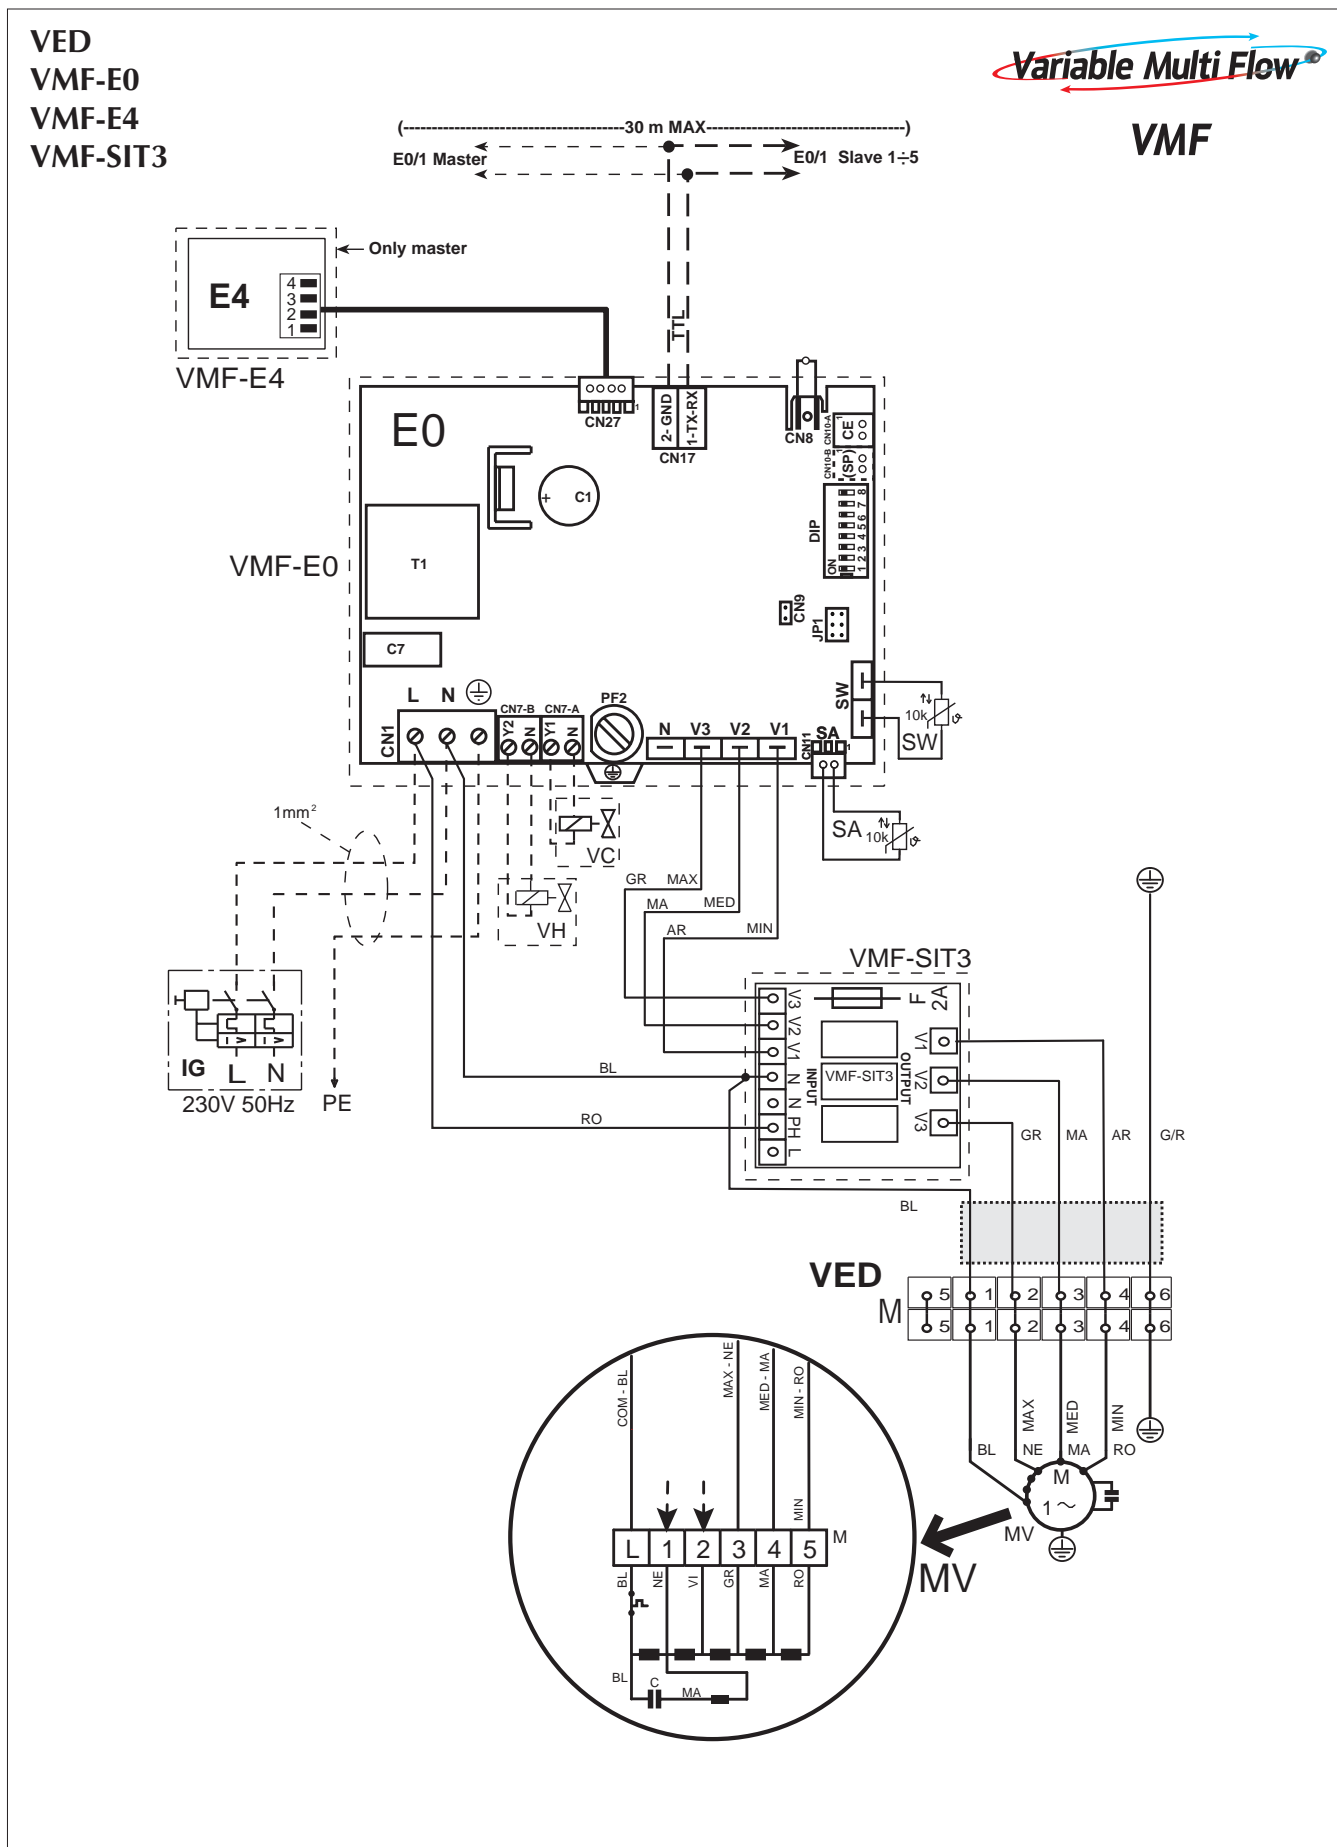 VED
VMF-E0
VMF-E4
VMF-SIT3
Variable Multi Flow
VMF
(---30 m MAX---)
E0/1 Master
E0/1 Slave 1÷5
Only master
E4
4
3
2
1
VMF-E4
TTL
E0
CN27
1
2- GND
1-TX-RX
CN17
CN8
CN10-A
1
CE
CN10-B
1
(SP)
C1
+
DIP
ON
1 2 3 4 5 6 7 8
VMF-E0
T1
C7
CN9
JP1
SW
10k
SW
L N
CN1
CN7-B
Y2
N
CN7-A
Y1
N
PF2
N V3 V2 V1
CN11
SA
1
SA
10k
1mm²
VC
VH
GR MAX
MA MED
AR MIN
VMF-SIT3
V3
V2
V1
N
N
PH
L
INPUT
F 2A
VMF-SIT3
OUTPUT
V1
V2
V3
IG
I > I >
L N
230V 50Hz
PE
BL
RO
GR MA AR G/R
BL
VED
M
5 1 2 3 4 6
5 1 2 3 4 6
MAX
MED
MIN
BL NE MA RO
M
1 ~
MV
MV
COM - BL
MAX - NE
MED - MA
MIN - RO
MIN
L 1 2 3 4 5
M
BL
NE
VI
GR
MA
RO
BL
C
MA